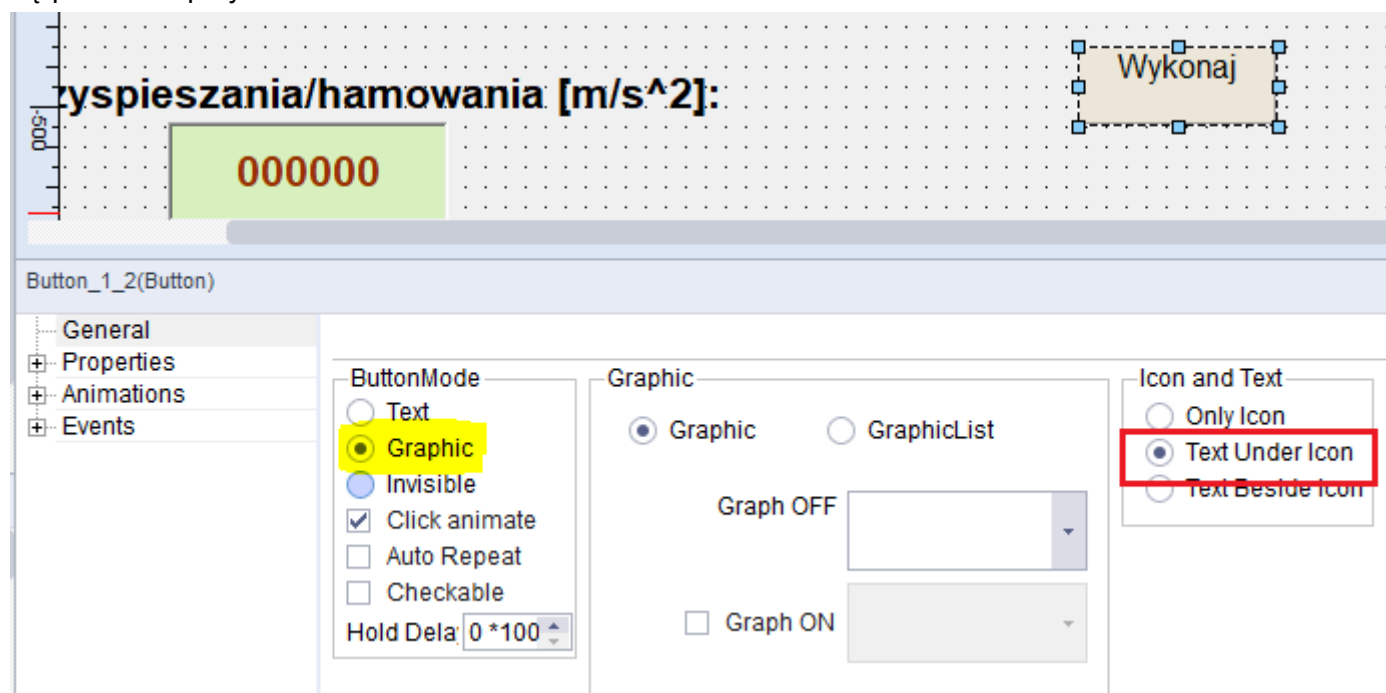 Wykonaj
zyspieszania/hamowania [m/s^2]:
-500
000000
Button_1_2(Button)
General
Properties
Animations
Events
ButtonMode
Text
Graphic
Invisible
Click animate
Auto Repeat
Checkable
Hold Dela 0 *100
Graphic
Graphic GraphicList
Graph OFF
Graph ON
Icon and Text
Only Icon
Text Under Icon
Text Beside Icon